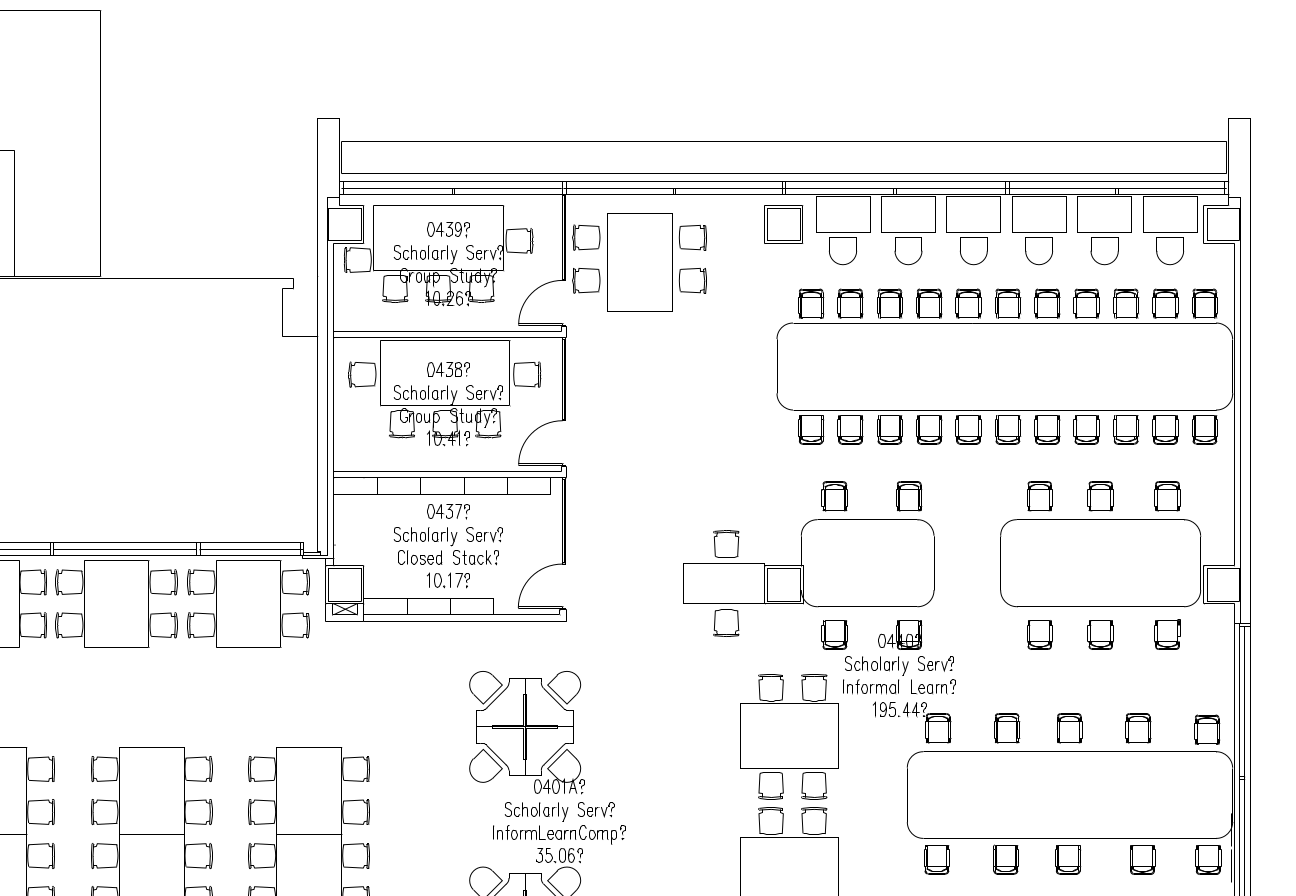 0439?
Scholarly Serv?
Group Study?
10.26?
0438?
Scholarly Serv?
Group Study?
10.41?
0437?
Scholarly Serv?
Closed Stack?
10.17?
0440?
Scholarly Serv?
Informal Learn?
195.44?
0401A?
Scholarly Serv?
InformLearnComp?
35.06?